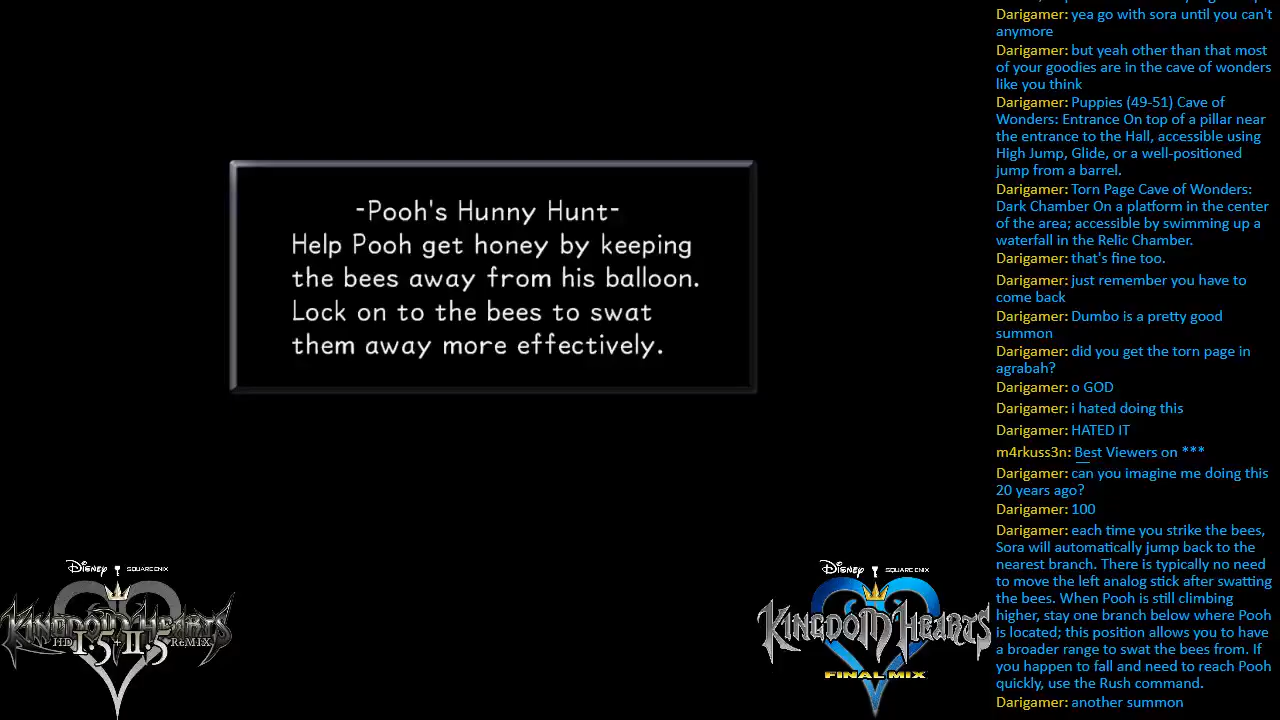 -Pooh's Hunny Hunt-
Help Pooh get honey by keeping
the bees away from his balloon.
Lock on to the bees to swat
them away more effectively.
Disney SQUARE ENIX
KINGDOM HEARTS
HD 1.5+II.5 ReMIX
Disney SQUARE ENIX
KINGDOM HEARTS
FINAL MIX
Darigamer: yea go with sora until you can't
anymore
Darigamer: but yeah other than that most
of your goodies are in the cave of wonders
like you think
Darigamer: Puppies (49-51) Cave of
Wonders: Entrance On top of a pillar near
the entrance to the Hall, accessible using
High Jump, Glide, or a well-positioned
jump from a barrel.
Darigamer: Torn Page Cave of Wonders:
Dark Chamber On a platform in the center
of the area; accessible by swimming up a
waterfall in the Relic Chamber.
Darigamer: that's fine too.
Darigamer: just remember you have to
come back
Darigamer: Dumbo is a pretty good
summon
Darigamer: did you get the torn page in
agrabah?
Darigamer: o GOD
Darigamer: i hated doing this
Darigamer: HATED IT
m4rkuss3n: Best Viewers on ***
Darigamer: can you imagine me doing this
20 years ago?
Darigamer: 100
Darigamer: each time you strike the bees,
Sora will automatically jump back to the
nearest branch. There is typically no need
to move the left analog stick after swatting
the bees. When Pooh is still climbing
higher, stay one branch below where Pooh
is located; this position allows you to have
a broader range to swat the bees from. If
you happen to fall and need to reach Pooh
quickly, use the Rush command.
Darigamer: another summon